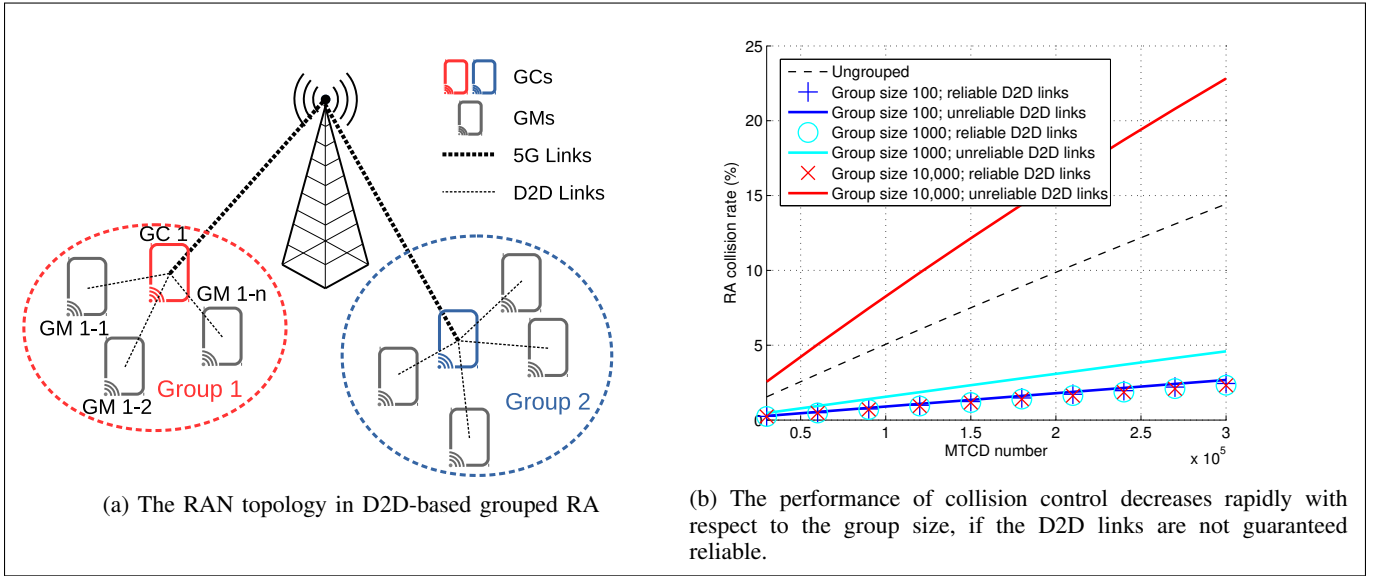 GCs
GMs
5G Links
D2D Links
GC 1
GM 1-n
GM 1-1
GM 1-2
Group 1
Group 2
(a) The RAN topology in D2D-based grouped RA
25
20
15
10
5
0
RA collision rate (%)
Ungrouped
Group size 100; reliable D2D links
Group size 100; unreliable D2D links
Group size 1000; reliable D2D links
Group size 1000; unreliable D2D links
Group size 10,000; reliable D2D links
Group size 10,000; unreliable D2D links
0.5 1 1.5 2 2.5 3
MTCD number
x 10^5
(b) The performance of collision control decreases rapidly with
respect to the group size, if the D2D links are not guaranteed
reliable.